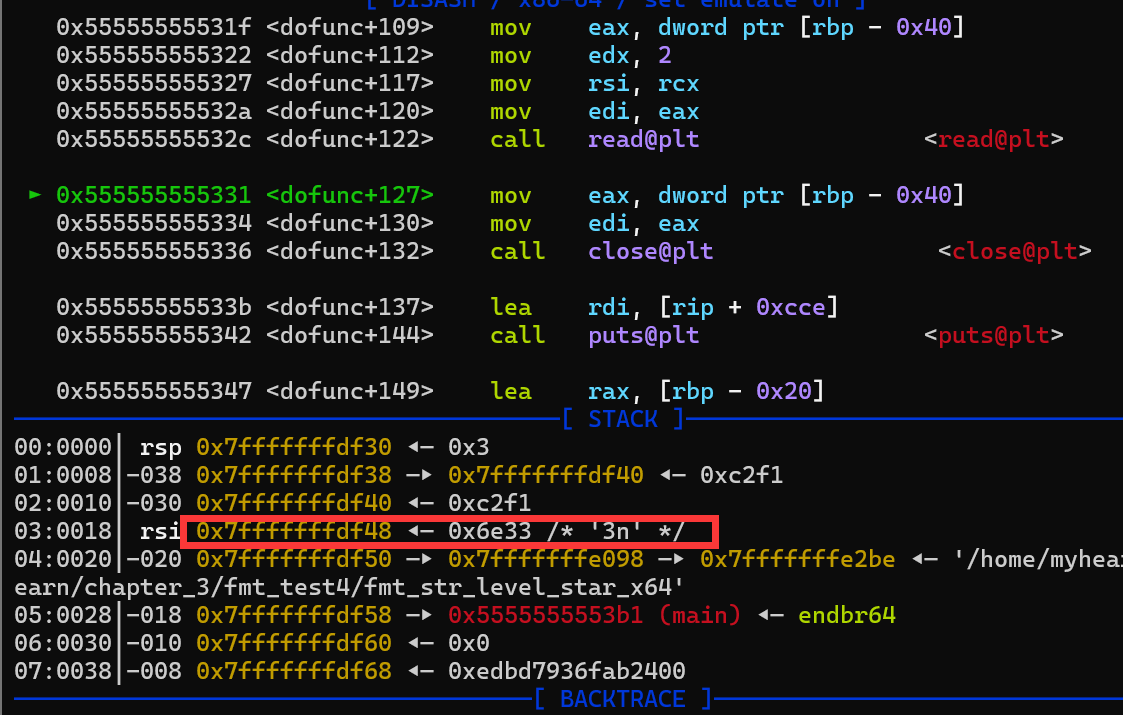 [ DISASM / x86-64 / set emulate on ]
0x55555555531f <dofunc+109> mov eax, dword ptr [rbp - 0x40]
0x555555555322 <dofunc+112> mov edx, 2
0x555555555327 <dofunc+117> mov rsi, rcx
0x55555555532a <dofunc+120> mov edi, eax
0x55555555532c <dofunc+122> call read@plt <read@plt>
► 0x555555555331 <dofunc+127> mov eax, dword ptr [rbp - 0x40]
0x555555555334 <dofunc+130> mov edi, eax
0x555555555336 <dofunc+132> call close@plt <close@plt>
0x55555555533b <dofunc+137> lea rdi, [rip + 0xcce]
0x555555555342 <dofunc+144> call puts@plt <puts@plt>
0x555555555347 <dofunc+149> lea rax, [rbp - 0x20]
[ STACK ]
00:0000│ rsp 0x7fffffffdf30 ◂— 0x3
01:0008│-038 0x7fffffffdf38 —▸ 0x7fffffffdf40 ◂— 0xc2f1
02:0010│-030 0x7fffffffdf40 ◂— 0xc2f1
03:0018│ rsi 0x7fffffffdf48 ◂— 0x6e33 /* '3n' */
04:0020│-020 0x7fffffffdf50 —▸ 0x7fffffffe098 —▸ 0x7fffffffe2be ◂— '/home/myhear
earn/chapter_3/fmt_test4/fmt_str_level_star_x64'
05:0028│-018 0x7fffffffdf58 —▸ 0x5555555553b1 (main) ◂— endbr64
06:0030│-010 0x7fffffffdf60 ◂— 0x0
07:0038│-008 0x7fffffffdf68 ◂— 0xedbd7936fab2400
[ BACKTRACE ]